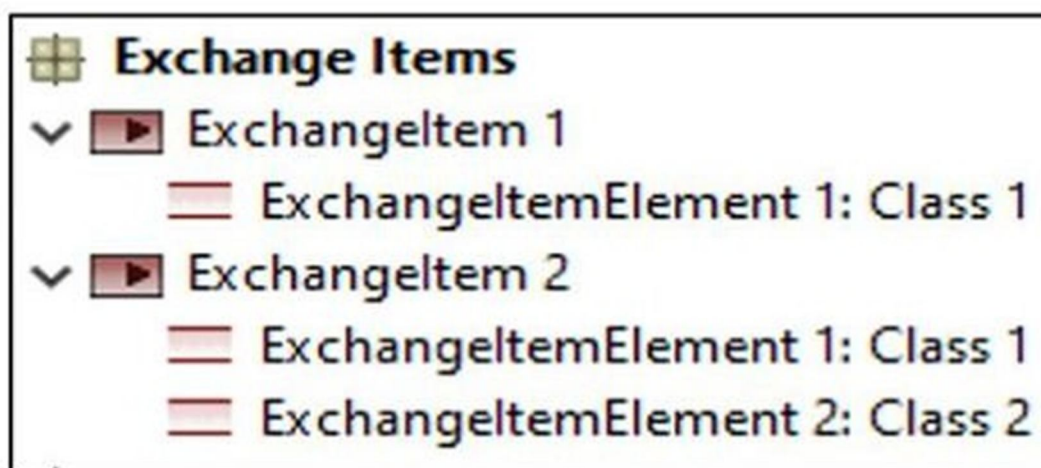 Exchange Items
ExchangeItem 1
ExchangeItemElement 1: Class 1
ExchangeItem 2
ExchangeItemElement 1: Class 1
ExchangeItemElement 2: Class 2